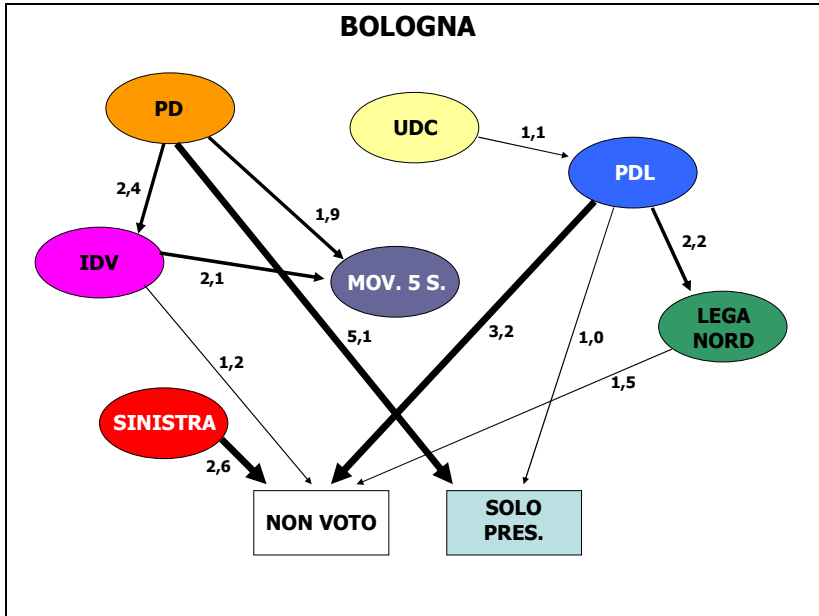 BOLOGNA
PD
UDC
1,1
PDL
2,4
1,9
2,2
IDV
2,1
MOV. 5 S.
LEGA
NORD
5,1
3,2
1,0
1,2
1,5
SINISTRA
2,6
NON VOTO
SOLO
PRES.